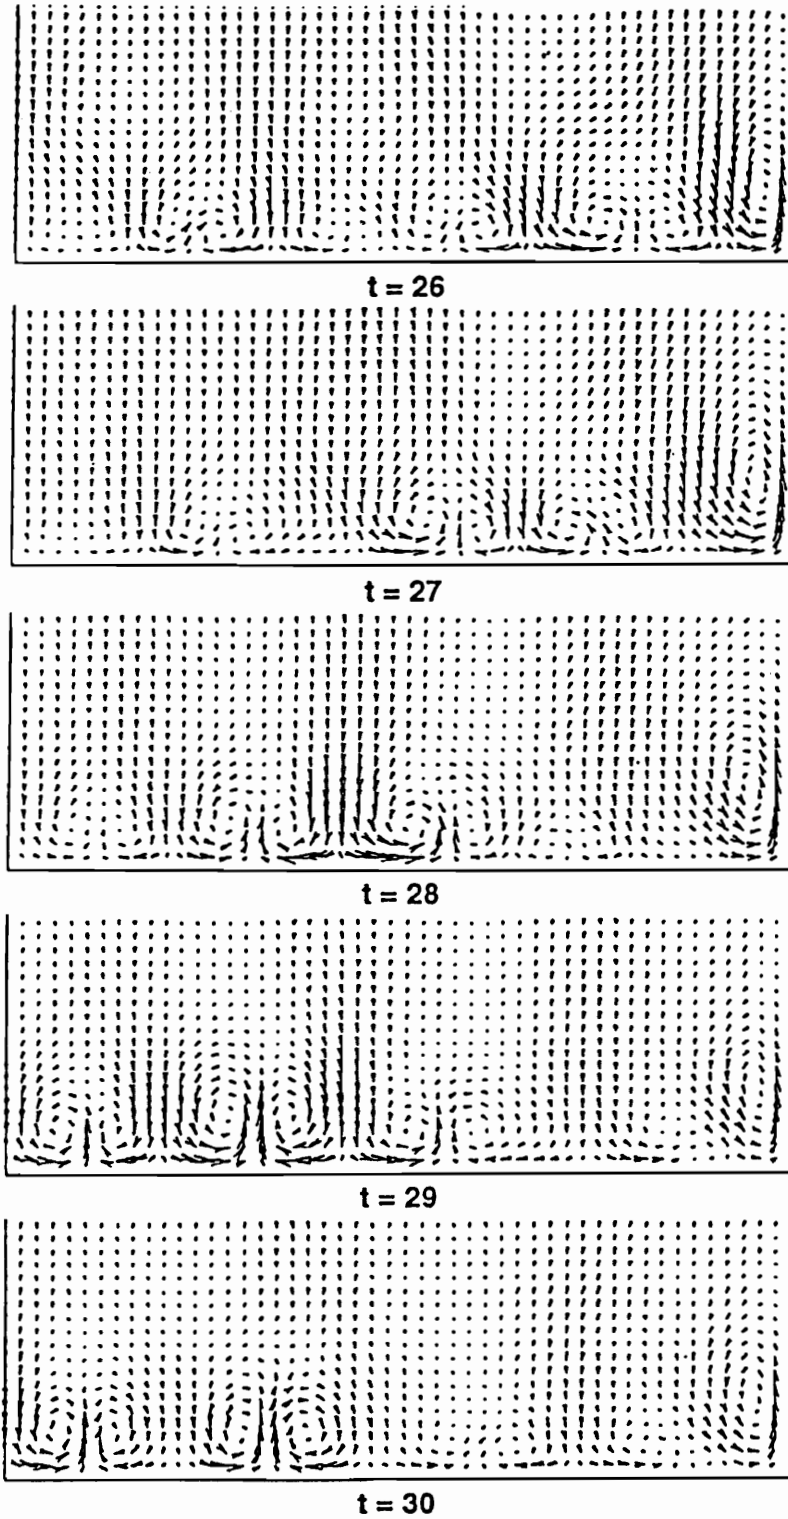 t = 26
t = 27
t = 28
t = 29
t = 30